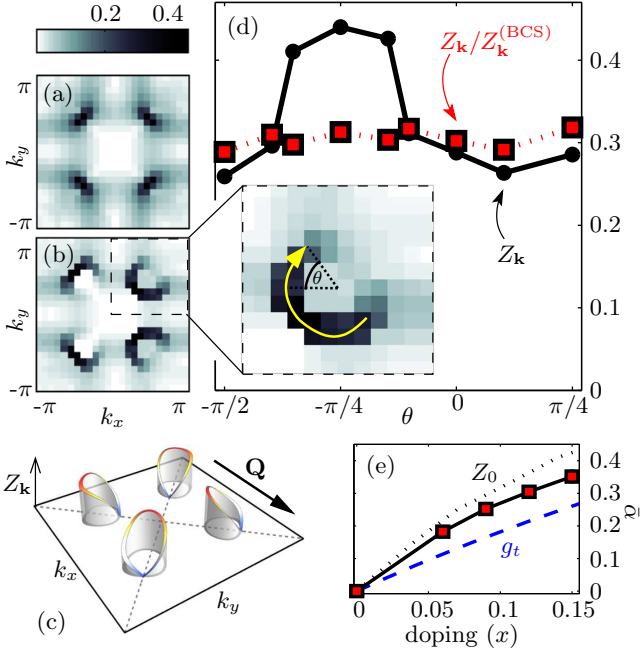 0.2 0.4
(a)
π
k_y
-π
(b)
π
k_y
-π
-π k_x π
(d)
Z_k/Z_k^(BCS)
Z_k
θ
0.4
0.3
0.2
0.1
0
-π/2 -π/4 θ 0 π/4
Z_k
Q
k_x
k_y
(c)
(e)
Z_0
g_t
0.4
0.3
0.2
0.1
0
ᾱ
0 0.05 0.1 0.15
doping (x)